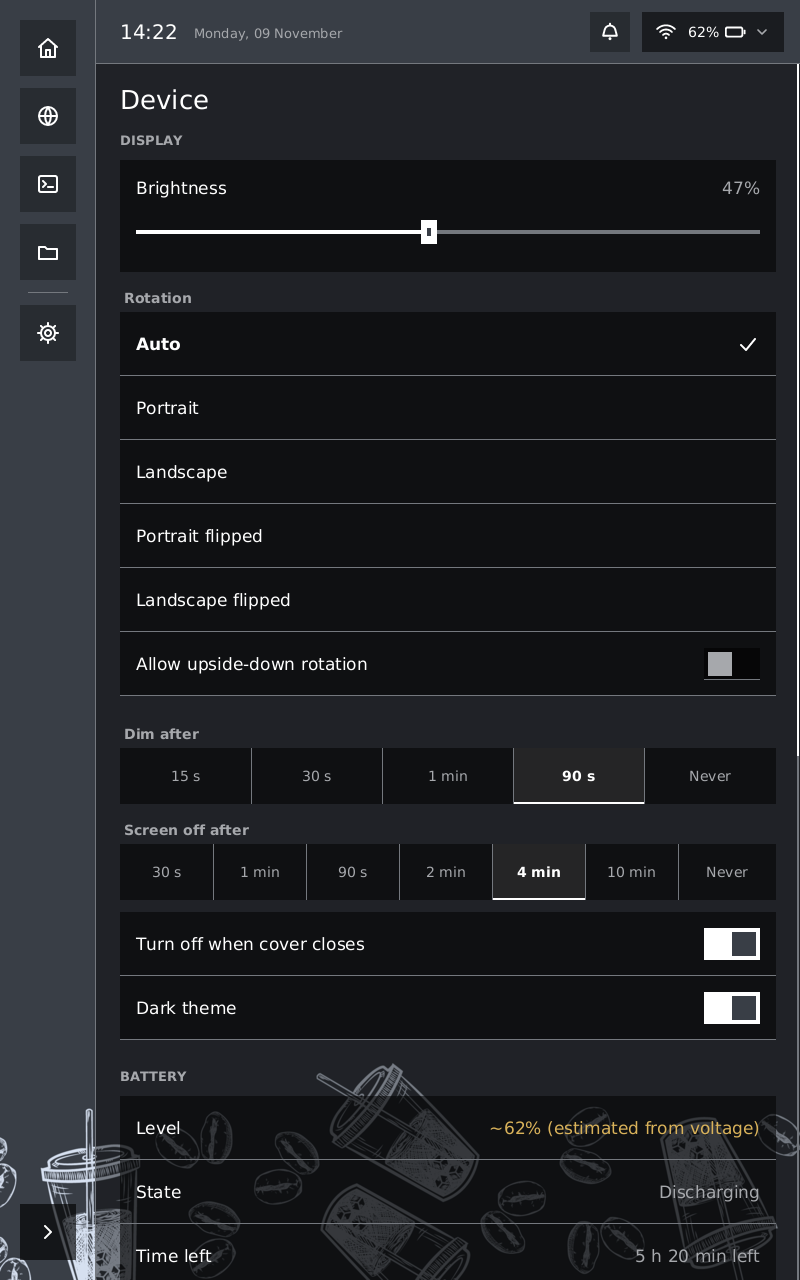 14:22 Monday, 09 November 62%
Device
DISPLAY
Brightness 47%
Rotation
Auto
Portrait
Landscape
Portrait flipped
Landscape flipped
Allow upside-down rotation
Dim after
15 s 30 s 1 min 90 s Never
Screen off after
30 s 1 min 90 s 2 min 4 min 10 min Never
Turn off when cover closes
Dark theme
BATTERY
Level ~62% (estimated from voltage)
State Discharging
Time left 5 h 20 min left